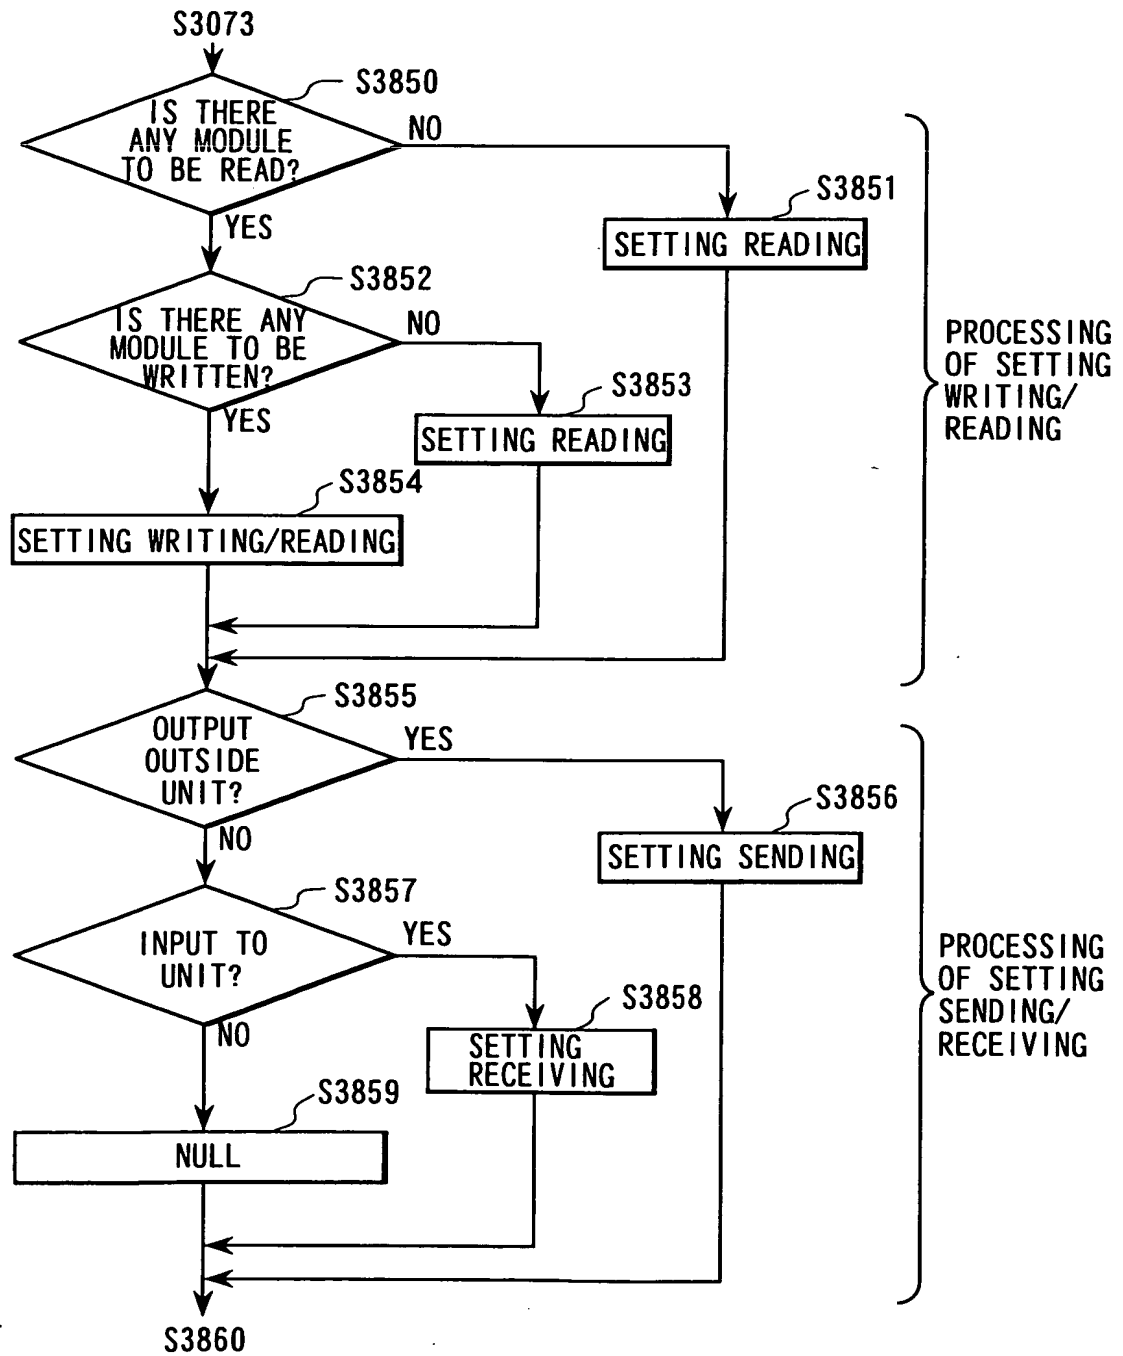 S3073
S3850
IS THERE
ANY MODULE
TO BE READ?
NO
YES
S3851
SETTING READING
S3852
IS THERE ANY
MODULE TO BE
WRITTEN?
NO
YES
S3853
SETTING READING
S3854
SETTING WRITING/READING
PROCESSING
OF SETTING
WRITING/
READING
S3855
OUTPUT
OUTSIDE
UNIT?
YES
NO
S3856
SETTING SENDING
S3857
INPUT TO
UNIT?
YES
NO
S3858
SETTING
RECEIVING
S3859
NULL
PROCESSING
OF SETTING
SENDING/
RECEIVING
S3860